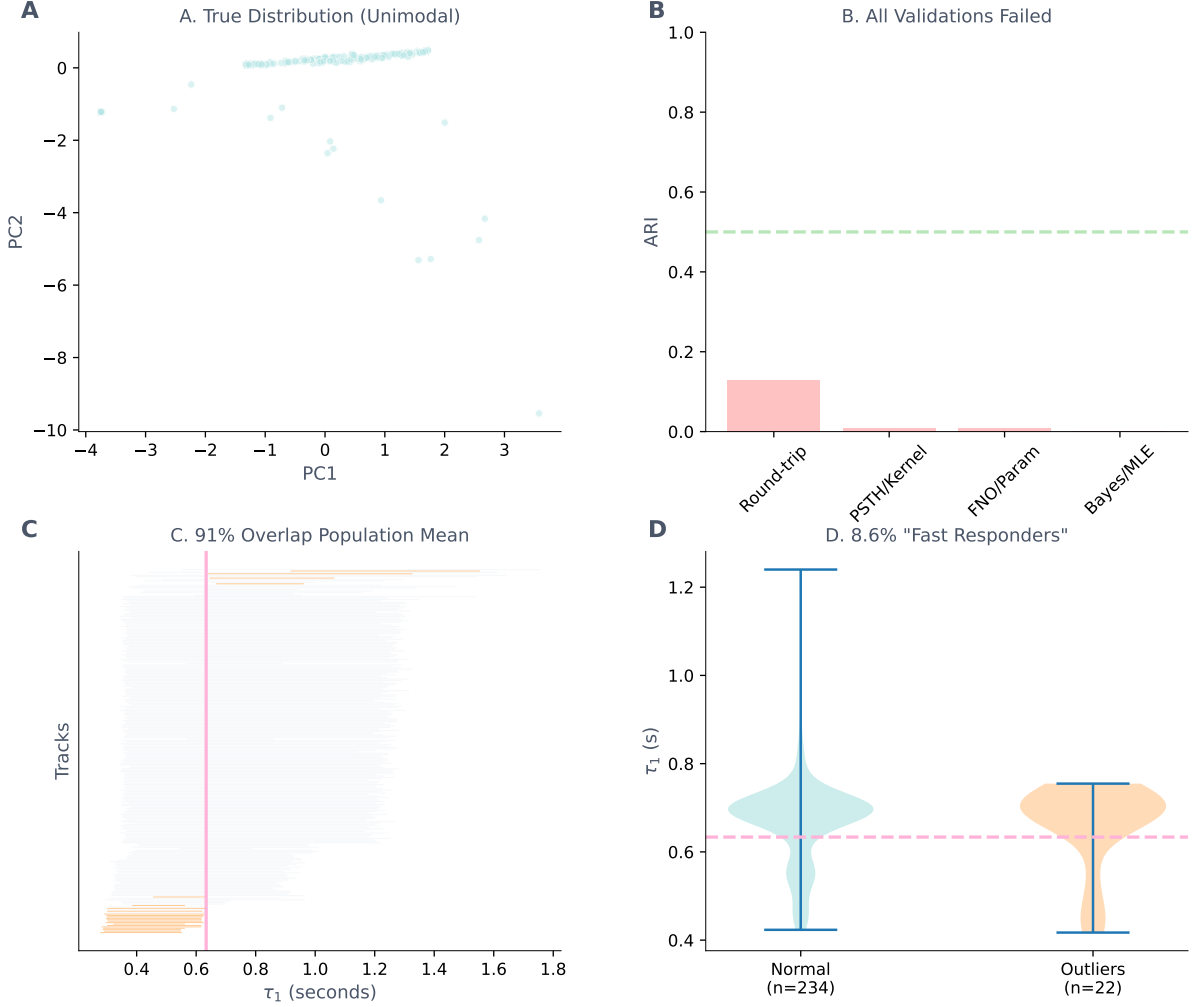 A
A. True Distribution (Unimodal)
0
−2
−4
−6
−8
−10
PC2
−4
−3
−2
−1
0
1
2
3
PC1
B
B. All Validations Failed
1.0
0.8
0.6
0.4
0.2
0.0
ARI
Round-trip
PSTH/Kernel
FNO/Param
Bayes/MLE
C
C. 91% Overlap Population Mean
Tracks
0.4
0.6
0.8
1.0
1.2
1.4
1.6
1.8
τ1 (seconds)
D
D. 8.6% "Fast Responders"
1.2
1.0
0.8
0.6
0.4
τ1 (s)
Normal
(n=234)
Outliers
(n=22)